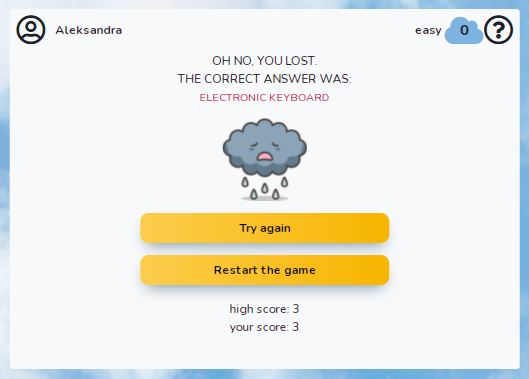 Aleksandra
easy 0 ?
OH NO, YOU LOST.
THE CORRECT ANSWER WAS:
ELECTRONIC KEYBOARD
Try again
Restart the game
high score: 3
your score: 3